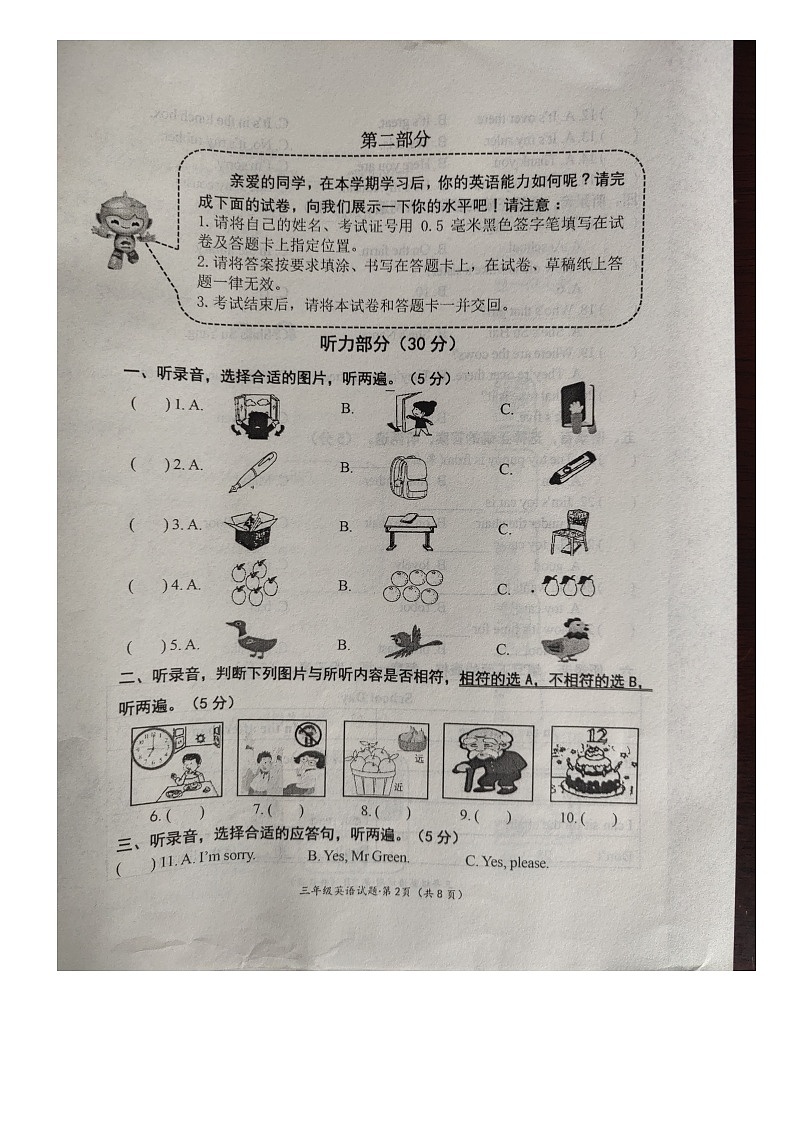 第二部分
亲爱的同学，在本学期学习后，你的英语能力如何呢？请完
成下面的试卷，向我们展示一下你的水平吧！请注意：
1.请将自己的姓名、考试证号用 0.5 毫米黑色签字笔填写在试
卷及答题卡上指定位置。
2.请将答案按要求填涂、书写在答题卡上，在试卷、草稿纸上答
题一律无效。
3.考试结束后，请将本试卷和答题卡一并交回。
听力部分（30 分）
一、听录音，选择合适的图片，听两遍。（5 分）
( ) 1. A. B. C.
( ) 2. A. B. C.
( ) 3. A. B. C.
( ) 4. A. B. C.
( ) 5. A. B. C.
二、听录音，判断下列图片与所听内容是否相符，相符的选 A，不相符的选 B，
听两遍。（5 分）
近
近
12
6. ( ) 7. ( ) 8. ( ) 9. ( ) 10. ( )
三、听录音，选择合适的应答句，听两遍。（5 分）
( ) 11. A. I'm sorry. B. Yes, Mr Green. C. Yes, please.
三年级英语试题·第 2 页（共 8 页）